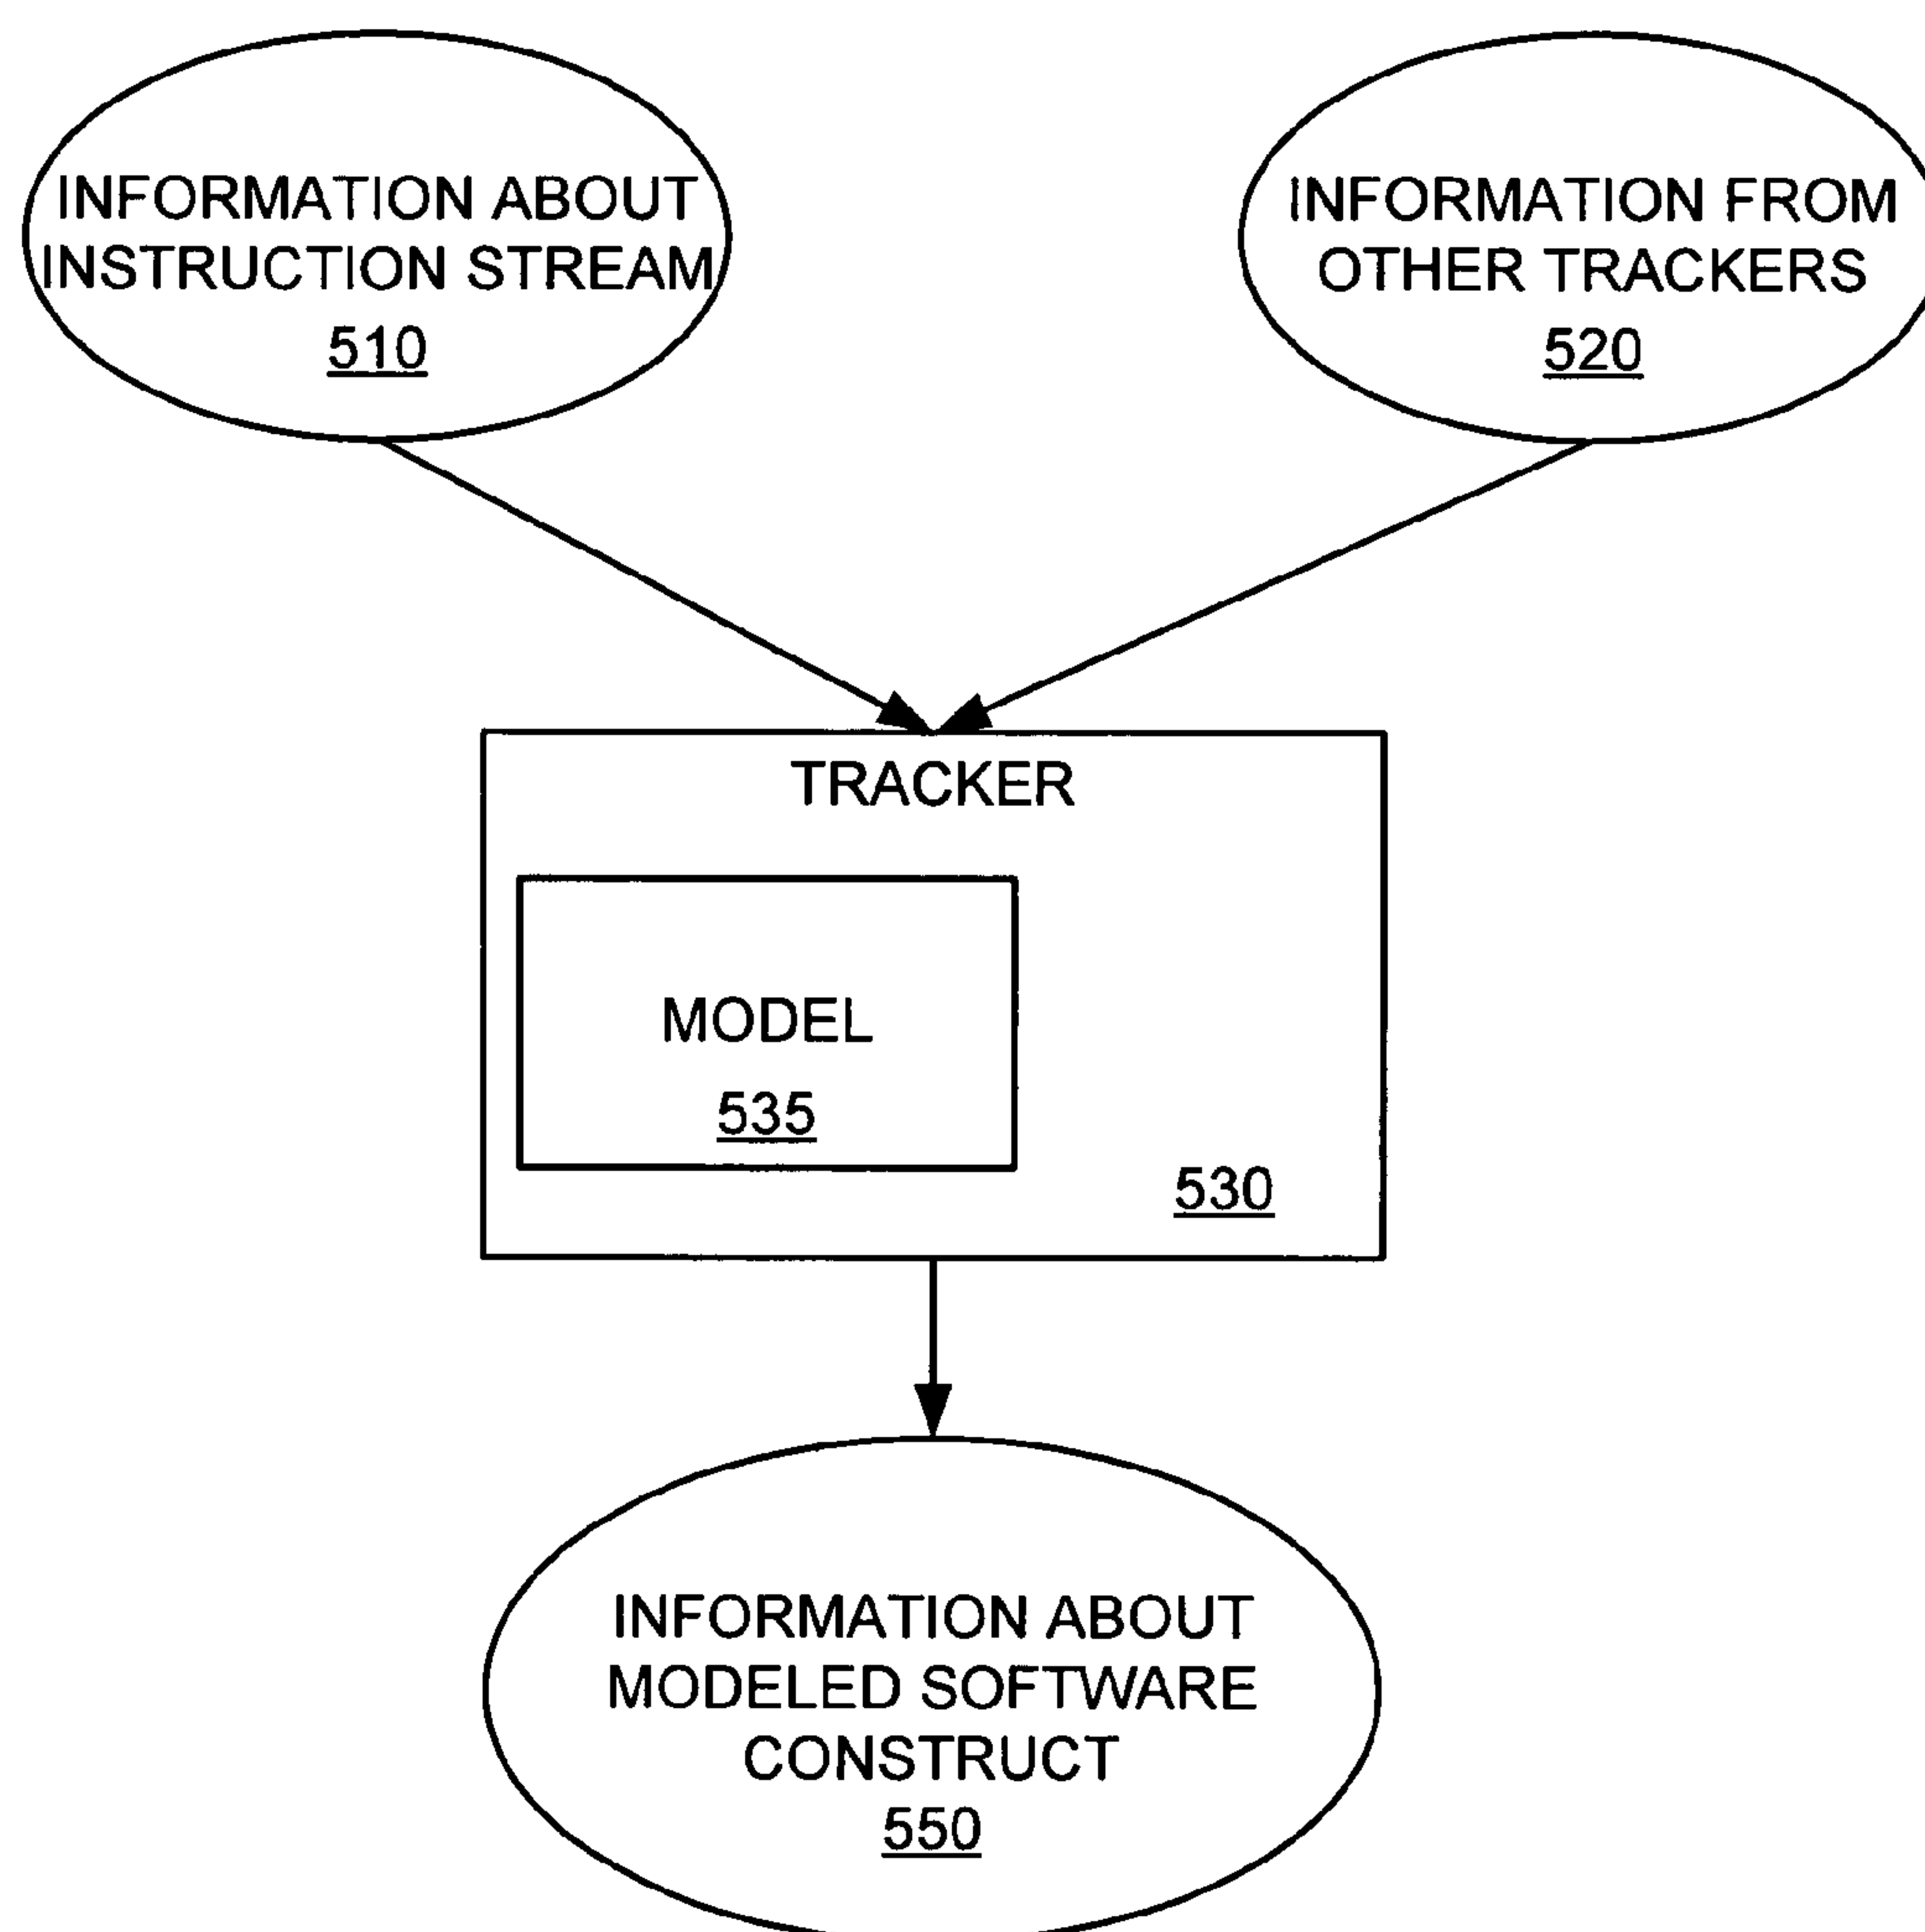 INFORMATION ABOUT
INSTRUCTION STREAM
510
INFORMATION FROM
OTHER TRACKERS
520
TRACKER
MODEL
535
530
INFORMATION ABOUT
MODELED SOFTWARE
CONSTRUCT
550